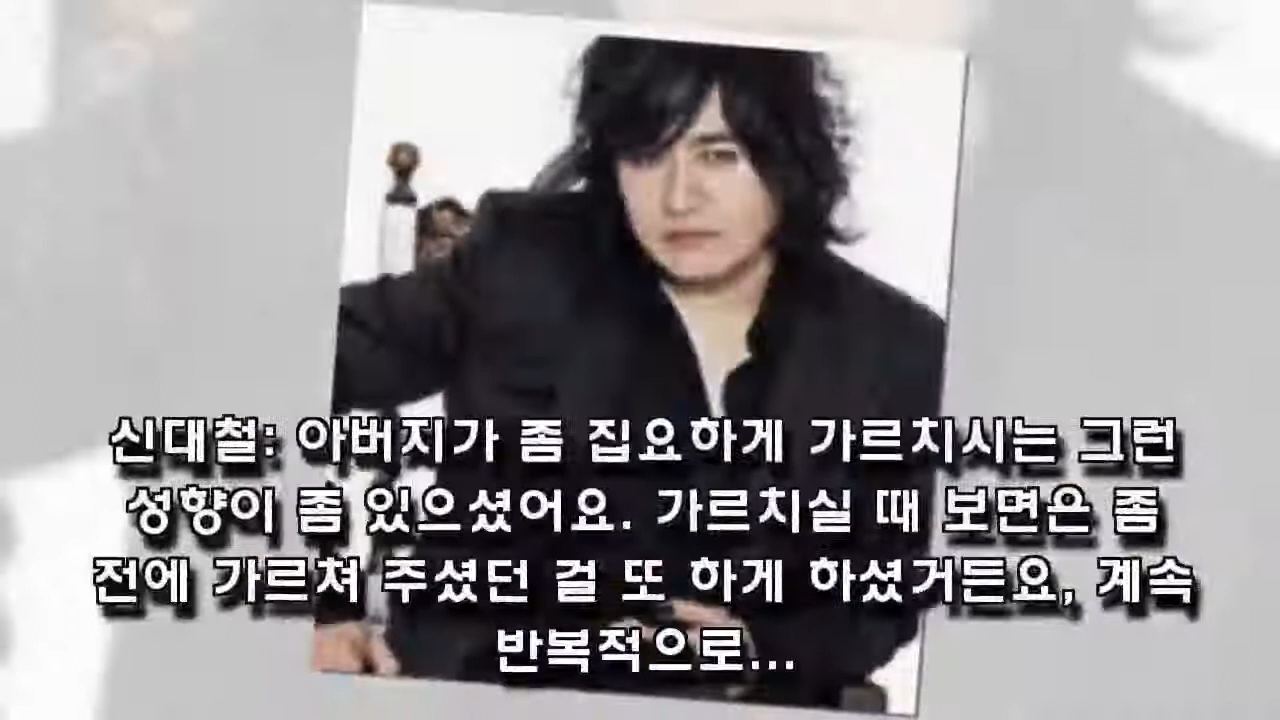 신대철: 아버지가 좀 집요하게 가르치시는 그런
성향이 좀 있으셨어요. 가르치실 때 보면은 좀
전에 가르쳐 주셨던 걸 또 하게 하셨거든요, 계속
반복적으로...